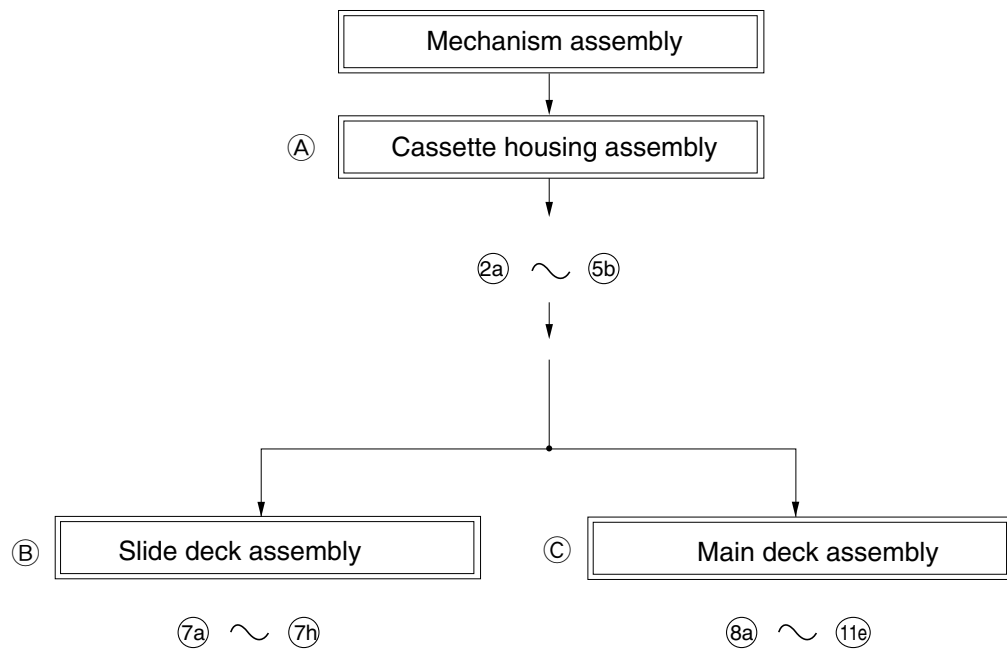 Mechanism assembly
Ⓐ Cassette housing assembly
2a ～ 5b
Ⓑ Slide deck assembly
Ⓒ Main deck assembly
7a ～ 7h
8a ～ 11e